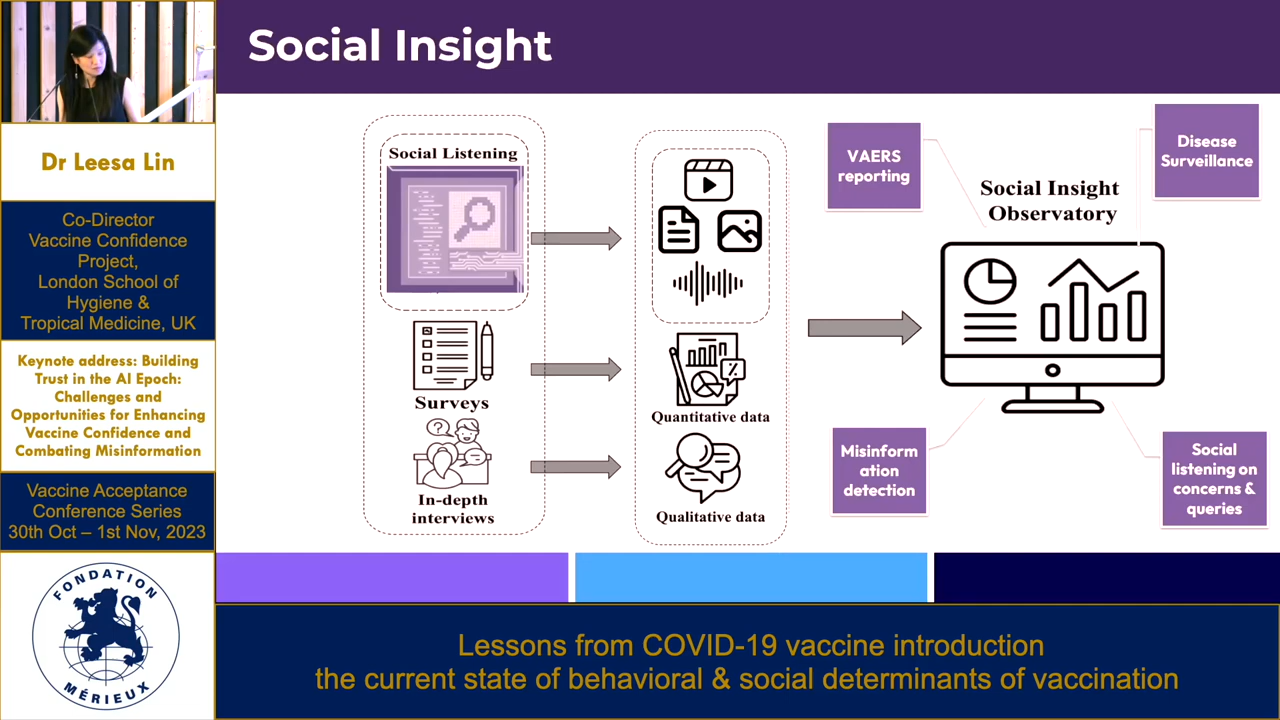 Social Insight
Dr Leesa Lin
Co-Director
Vaccine Confidence
Project,
London School of
Hygiene &
Tropical Medicine, UK
Keynote address: Building
Trust in the AI Epoch:
Challenges and
Opportunities for Enhancing
Vaccine Confidence and
Combating Misinformation
Vaccine Acceptance
Conference Series
30th Oct – 1st Nov, 2023
FONDATION
MÉRIEUX
Social Listening
Surveys
In-depth
interviews
Quantitative data
Qualitative data
VAERS
reporting
Disease
Surveillance
Social Insight
Observatory
Misinform
ation
detection
Social
listening on
concerns &
queries
Lessons from COVID-19 vaccine introduction
the current state of behavioral & social determinants of vaccination